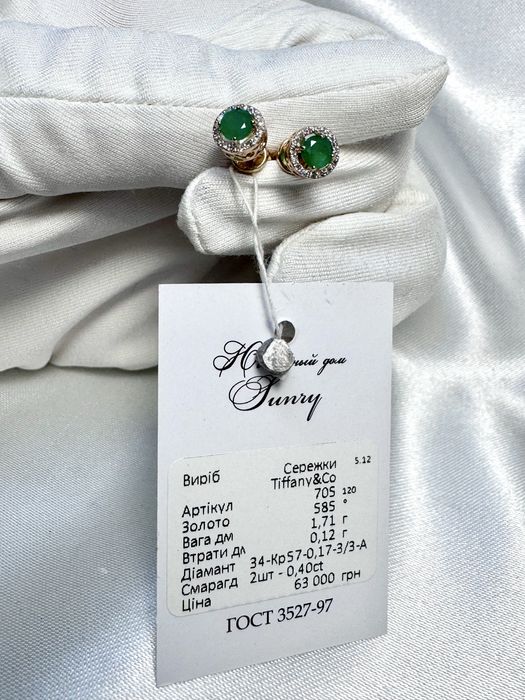 ный дом
Sunry
Виріб Сережки 5.12
Tiffany&Co
Артікул 705 120
Золото 585 °
Вага дм 1,71 г
Втрати дм 0,12 г
Діамант 34-Кр57-0,17-3/3-А
Смарагд 2шт - 0,40ct
Ціна 63 000 грн
ГОСТ 3527-97